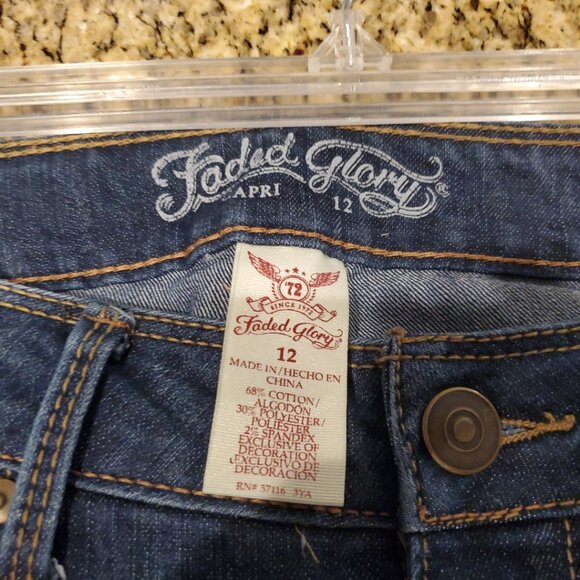 Faded Glory®
CAPRI 12
'72
SINCE 1972
Faded Glory
12
MADE IN/HECHO EN
CHINA
68% COTTON/
ALGODÓN
30% POLYESTER/
POLIÉSTER
2% SPANDEX
EXCLUSIVE OF
DECORATION
EXCLUSIVO DE
DECORACIÓN
RN# 37116 3YA